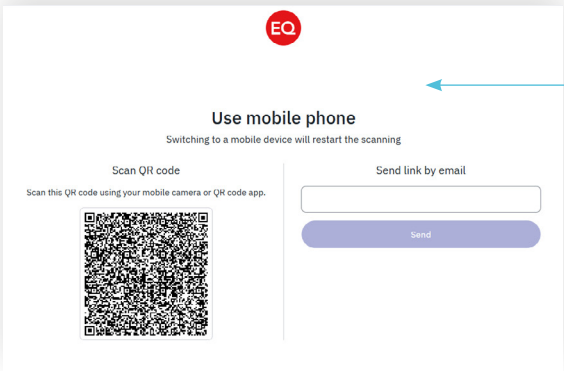 EQ
Use mobile phone
Switching to a mobile device will restart the scanning
Scan QR code
Scan this QR code using your mobile camera or QR code app.
Send link by email
Send